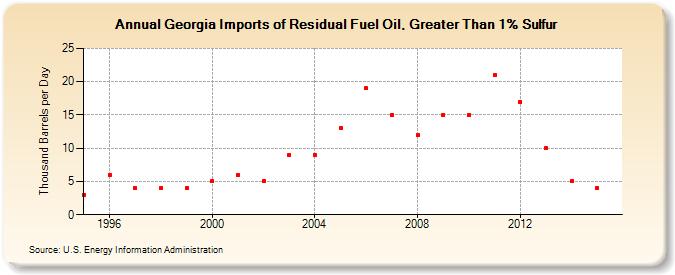 Annual Georgia Imports of Residual Fuel Oil, Greater Than 1% Sulfur
Thousand Barrels per Day
25
20
15
10
5
0
1996 2000 2004 2008 2012
Source: U.S. Energy Information Administration